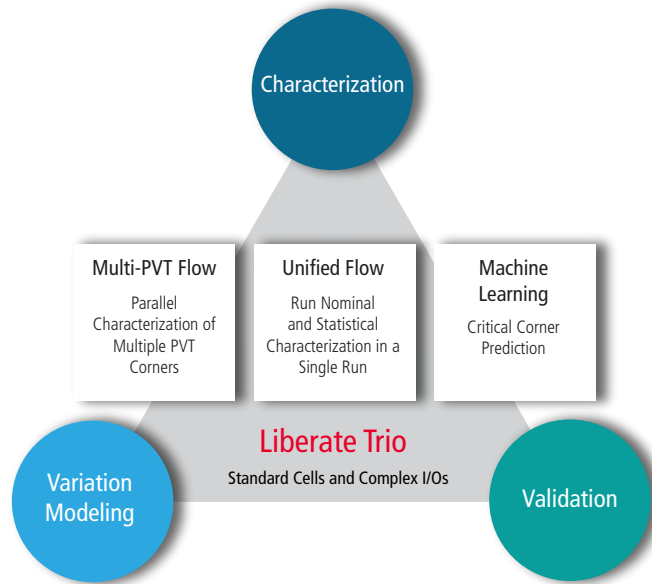 Characterization
Multi-PVT Flow
Parallel
Characterization of
Multiple PVT
Corners
Unified Flow
Run Nominal
and Statistical
Characterization in a
Single Run
Machine
Learning
Critical Corner
Prediction
Liberate Trio
Standard Cells and Complex I/Os
Variation
Modeling
Validation